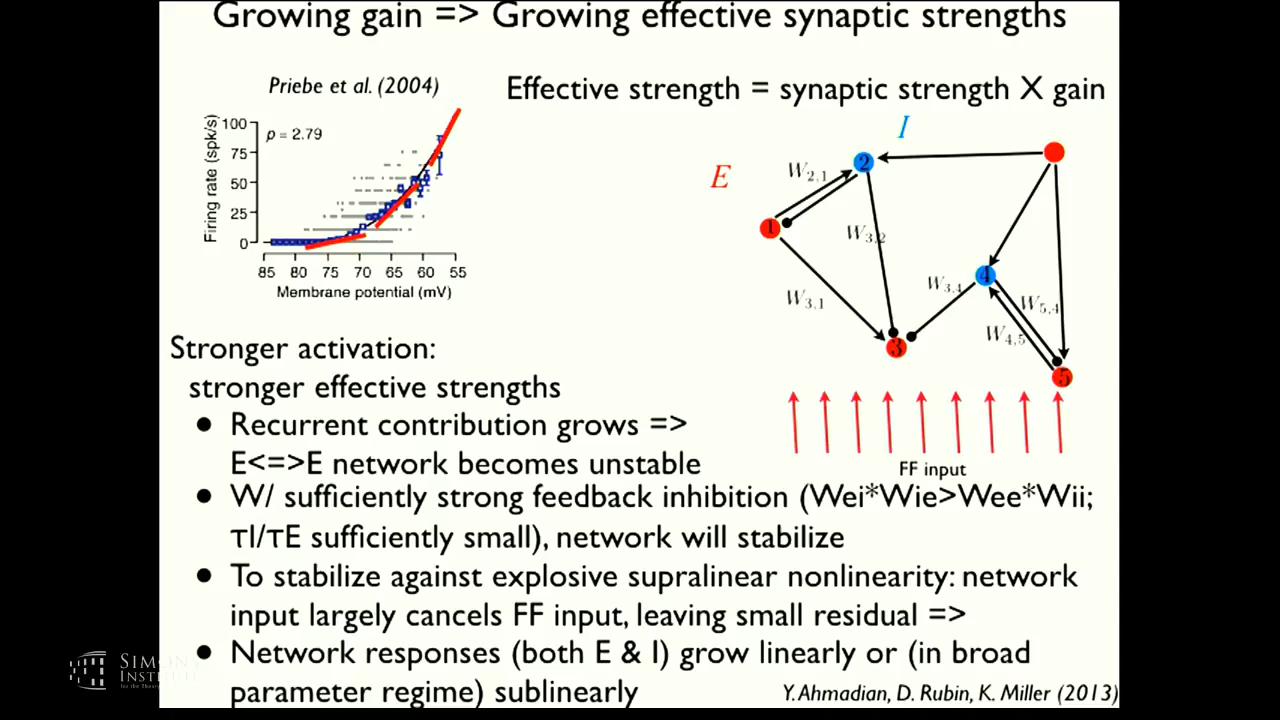 Growing gain => Growing effective synaptic strengths
Priebe et al. (2004)
Effective strength = synaptic strength X gain
Firing rate (spk/s)
100
75
50
25
0
p = 2.79
85 80 75 70 65 60 55
Membrane potential (mV)
I
E
2
1
4
3
5
W2,1
W3,2
W3,1
W3,4
W5,4
W4,5
FF input
Stronger activation:
stronger effective strengths
● Recurrent contribution grows =>
E<=>E network becomes unstable
● W/ sufficiently strong feedback inhibition (Wei*Wie>Wee*Wii;
τI/τE sufficiently small), network will stabilize
● To stabilize against explosive supralinear nonlinearity: network
input largely cancels FF input, leaving small residual =>
● Network responses (both E & I) grow linearly or (in broad
parameter regime) sublinearly
Y. Ahmadian, D. Rubin, K. Miller (2013)